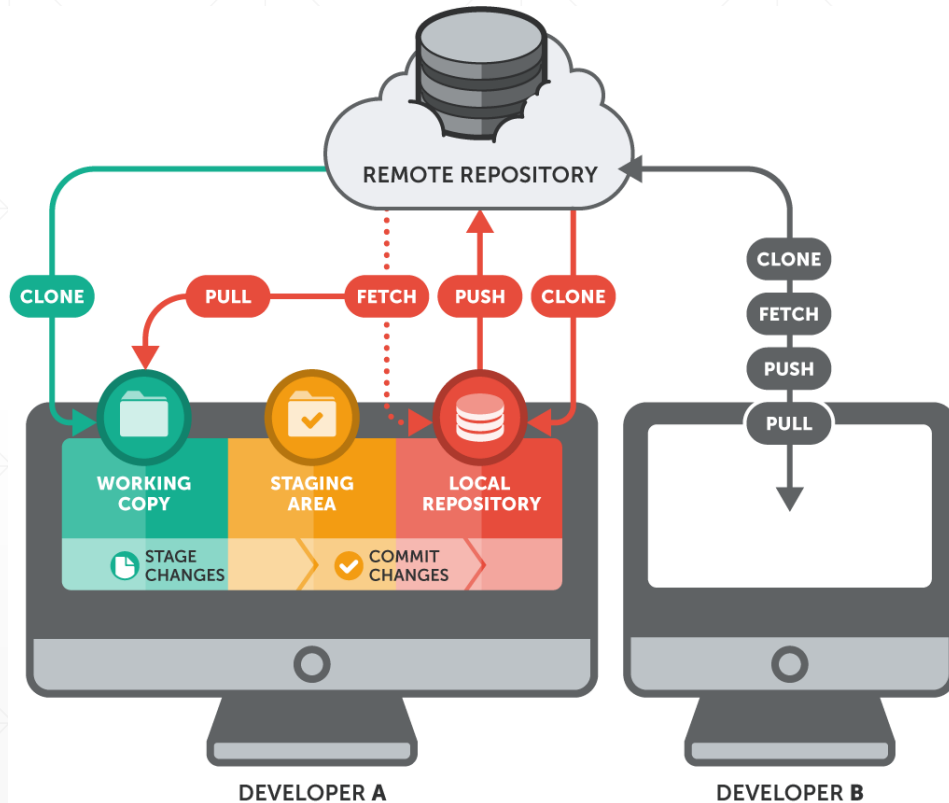 REMOTE REPOSITORY
CLONE
PULL
FETCH
PUSH
CLONE
CLONE
FETCH
PUSH
PULL
WORKING
COPY
STAGING
AREA
LOCAL
REPOSITORY
STAGE
CHANGES
COMMIT
CHANGES
DEVELOPER A
DEVELOPER B